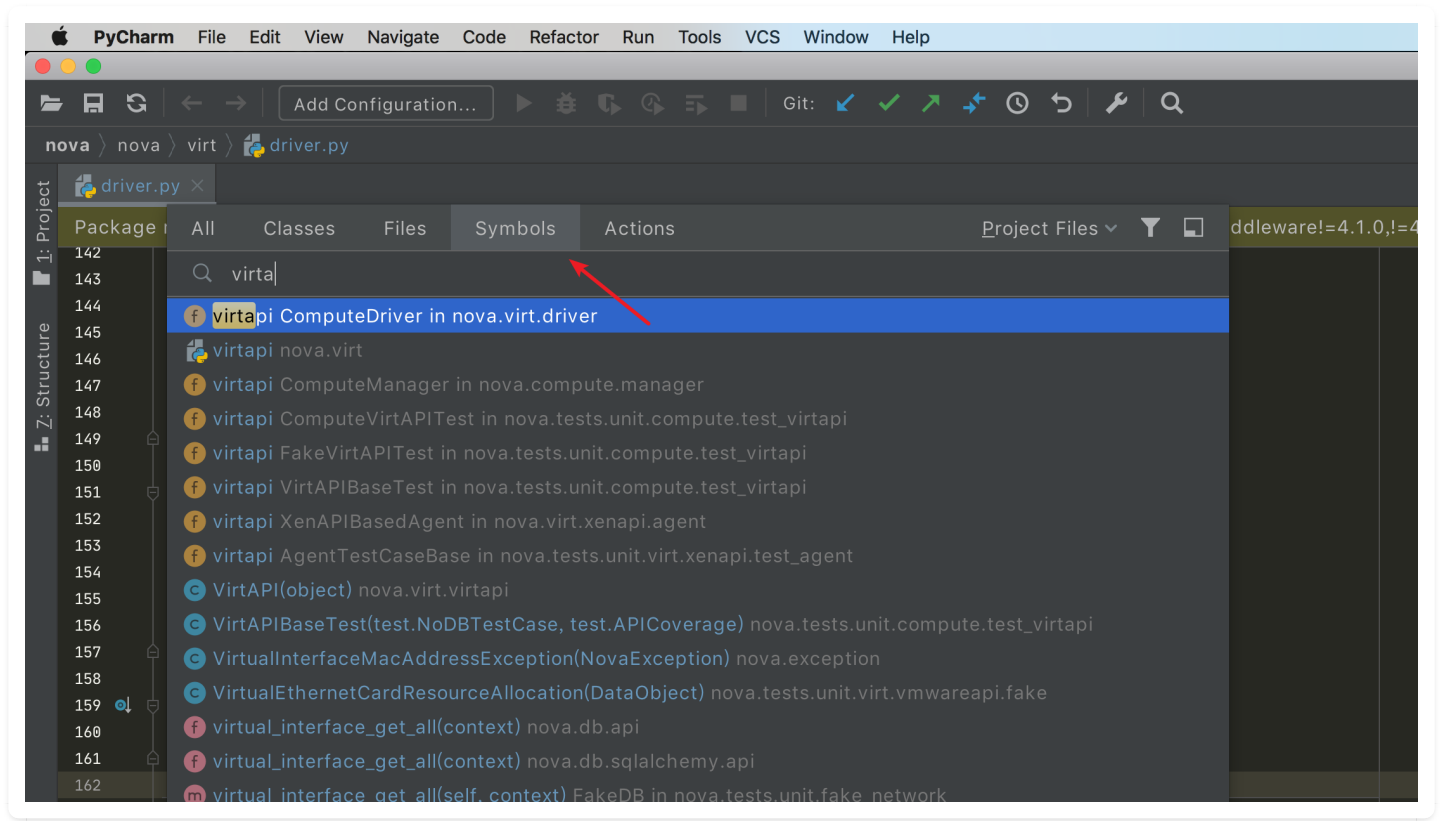 PyCharm File Edit View Navigate Code Refactor Run Tools VCS Window Help
Add Configuration... Git:
nova nova virt driver.py
driver.py
1: Project
Z: Structure
Package ddleware!=4.1.0,!=4
All Classes Files Symbols Actions Project Files
virta
virtapi ComputeDriver in nova.virt.driver
virtapi nova.virt
virtapi ComputeManager in nova.compute.manager
virtapi ComputeVirtAPITest in nova.tests.unit.compute.test_virtapi
virtapi FakeVirtAPITest in nova.tests.unit.compute.test_virtapi
virtapi VirtAPIBaseTest in nova.tests.unit.compute.test_virtapi
virtapi XenAPIBasedAgent in nova.virt.xenapi.agent
virtapi AgentTestCaseBase in nova.tests.unit.virt.xenapi.test_agent
VirtAPI(object) nova.virt.virtapi
VirtAPIBaseTest(test.NoDBTestCase, test.APICoverage) nova.tests.unit.compute.test_virtapi
VirtualInterfaceMacAddressException(NovaException) nova.exception
VirtualEthernetCardResourceAllocation(DataObject) nova.tests.unit.virt.vmwareapi.fake
virtual_interface_get_all(context) nova.db.api
virtual_interface_get_all(context) nova.db.sqlalchemy.api
virtual_interface_get_all(self, context) FakeDB in nova.tests.unit.fake_network
142
143
144
145
146
147
148
149
150
151
152
153
154
155
156
157
158
159
160
161
162